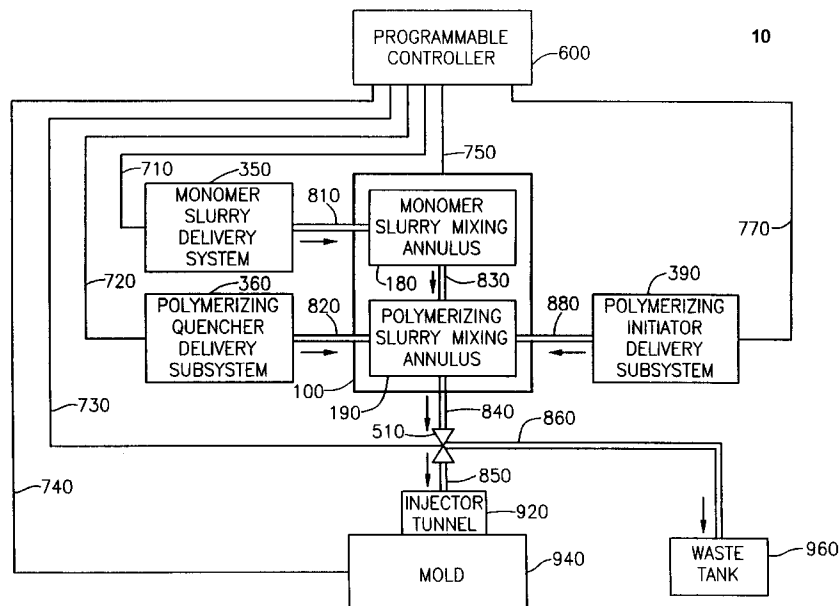 PROGRAMMABLE
CONTROLLER
600
10
710
750
350
MONOMER
SLURRY
DELIVERY
SYSTEM
810
MONOMER
SLURRY MIXING
ANNULUS
180
830
770
720
360
POLYMERIZING
QUENCHER
DELIVERY
SUBSYSTEM
820
POLYMERIZING
SLURRY MIXING
ANNULUS
880
390
POLYMERIZING
INITIATOR
DELIVERY
SUBSYSTEM
100
190
840
730
510
860
740
850
INJECTOR
TUNNEL
920
MOLD
940
WASTE
TANK
960